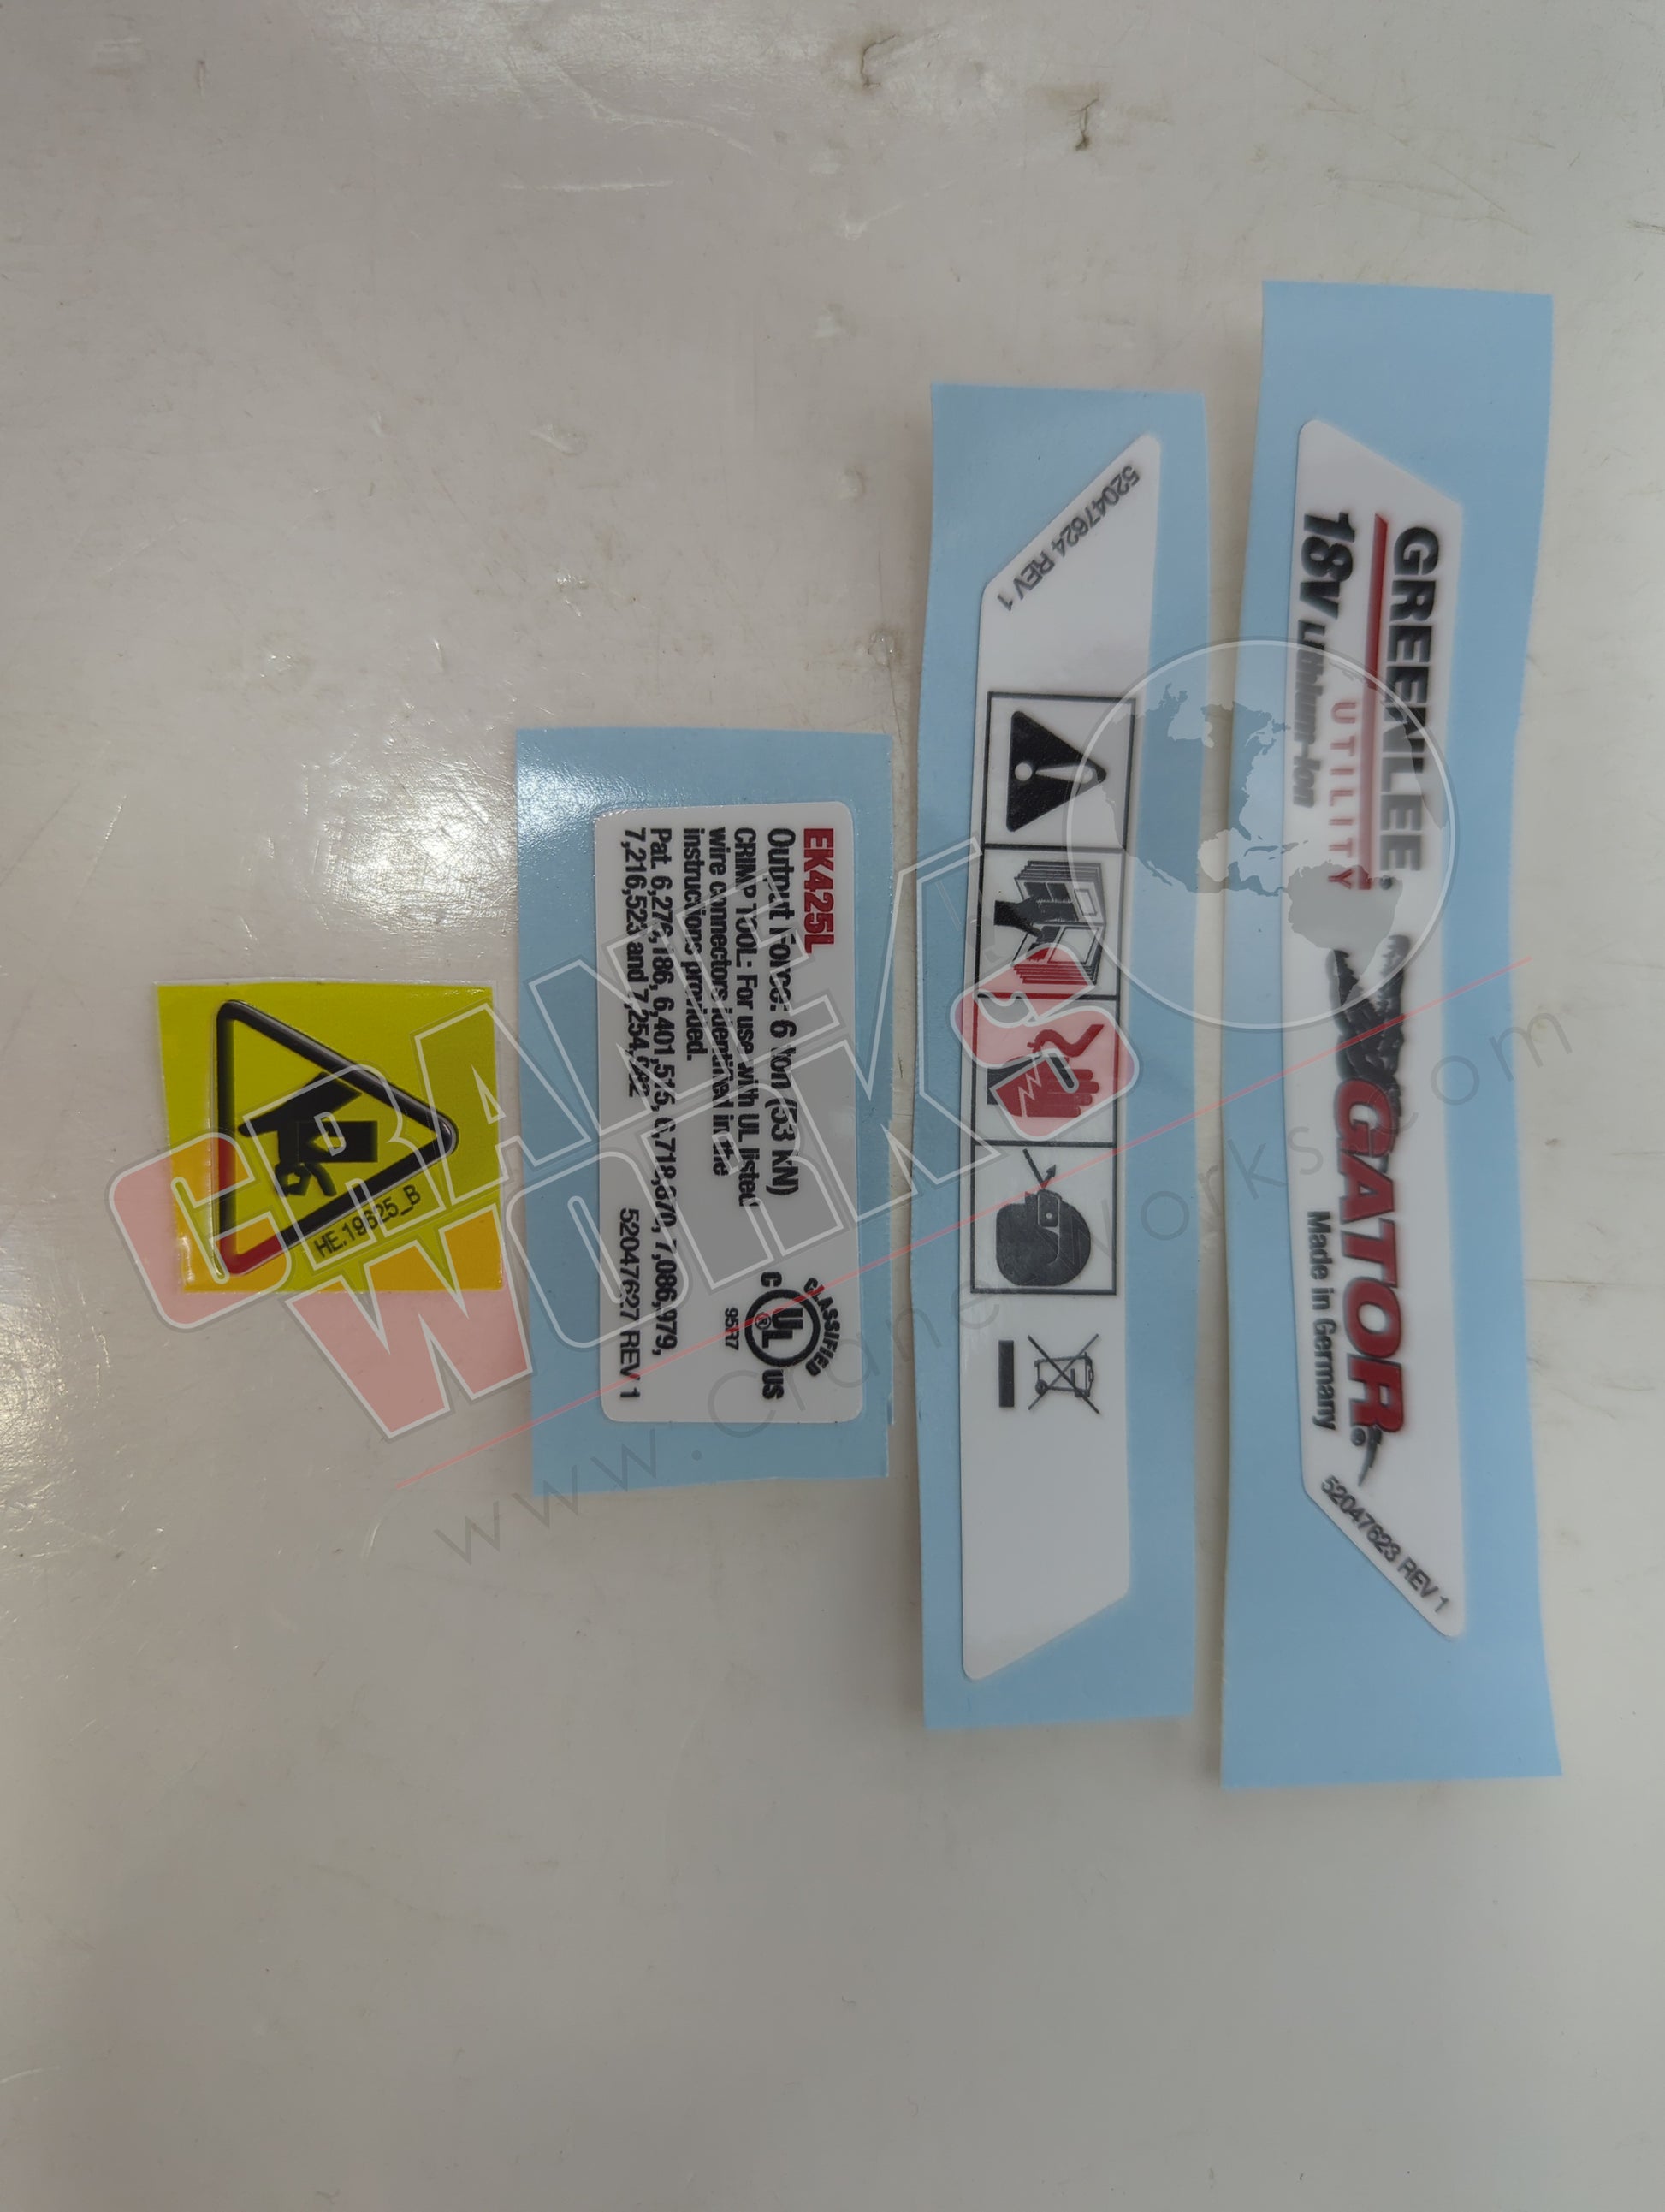 GREENLEE®
UTILITY
18V Lithium-Ion
GATOR®
Made in Germany
52047623 REV 1
52047624 REV 1
EK425L
Output Force: 6 ton (53 kN)
CRIMP TOOL: For use with UL listed
wire connectors identified in the
instructions provided.
Pat. 6,276,186, 6,401,515, 6,718,870, 7,086,979,
7,216,523 and 7,254,982
52047627 REV 1
CLASSIFIED
C UL® US
95R7
HE.19625_B
CRANEWORKS
www.CraneWorks.com